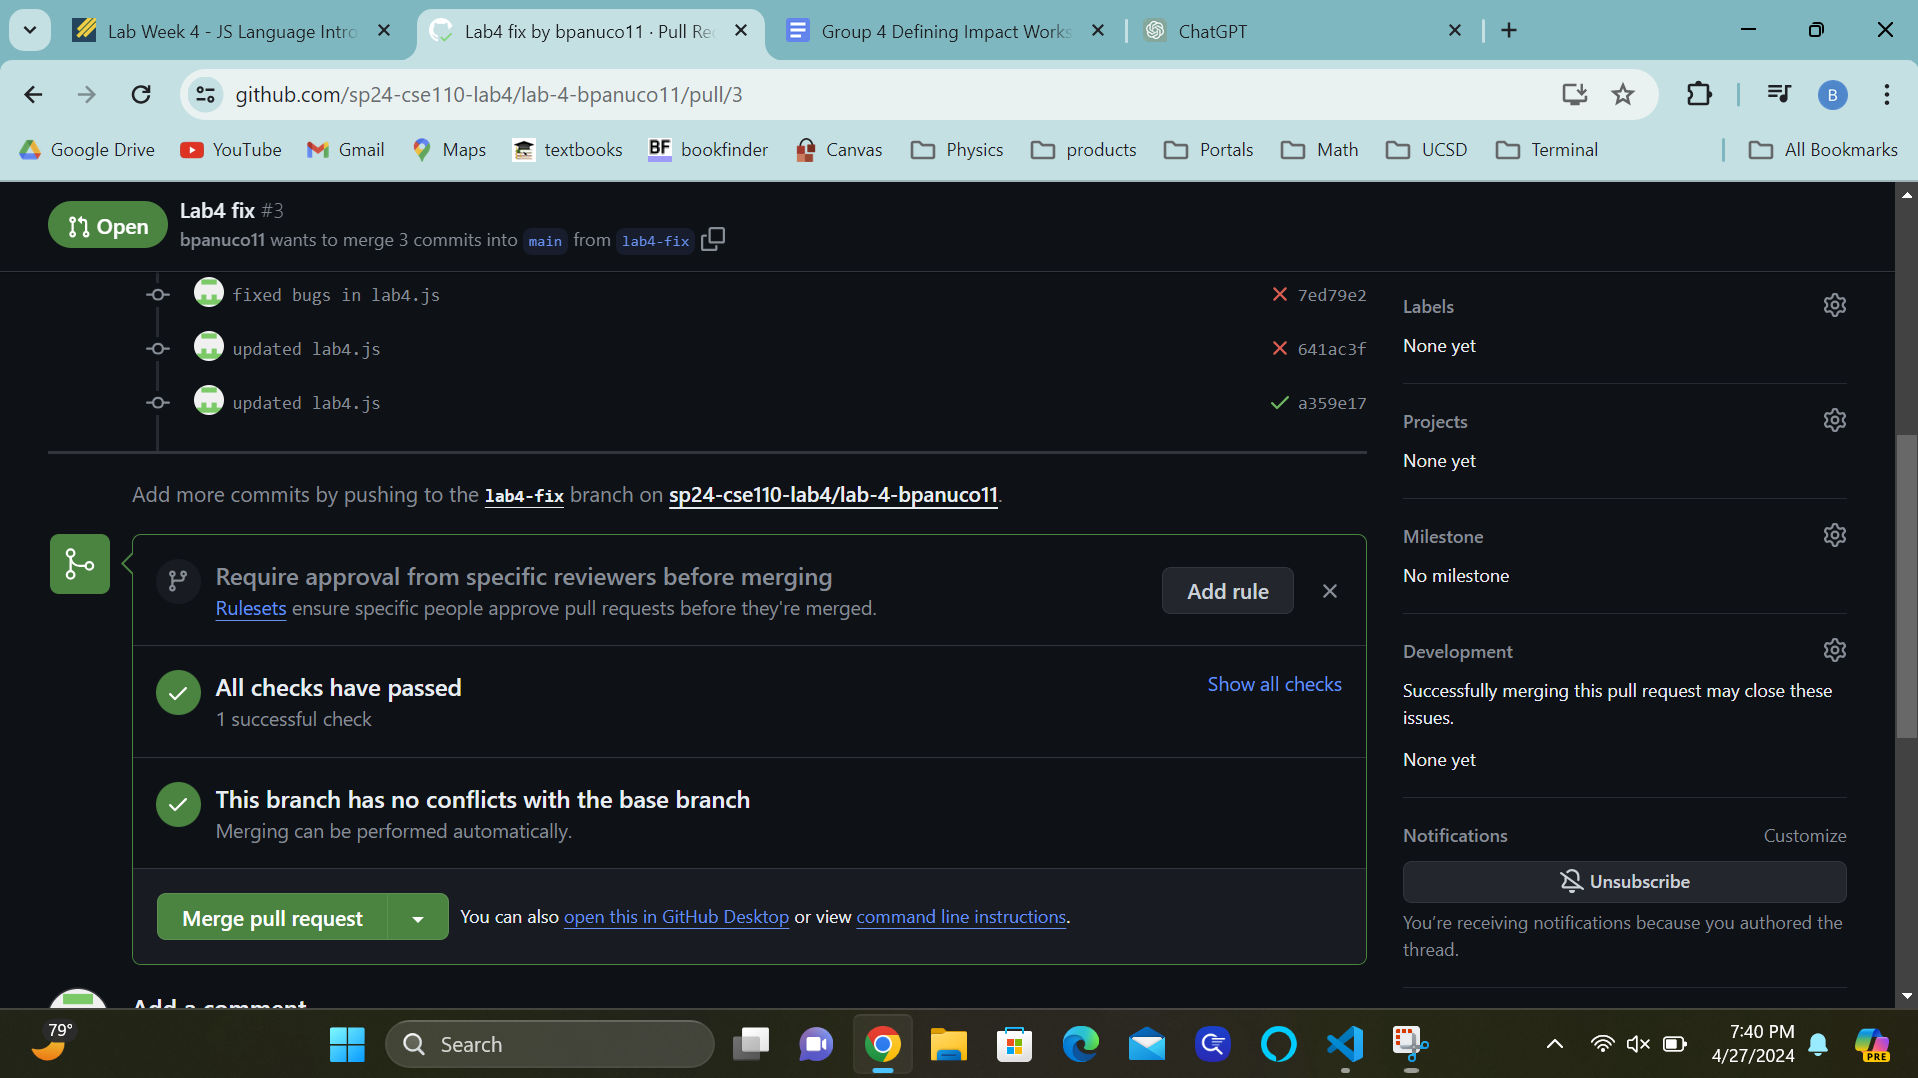 Lab Week 4 - JS Language Intro
Lab4 fix by bpanuco11 · Pull Re
Group 4 Defining Impact Works
ChatGPT
github.com/sp24-cse110-lab4/lab-4-bpanuco11/pull/3
B
Google Drive
YouTube
Gmail
Maps
textbooks
BF bookfinder
Canvas
Physics
products
Portals
Math
UCSD
Terminal
All Bookmarks
Open
Lab4 fix #3
bpanuco11 wants to merge 3 commits into main from lab4-fix
fixed bugs in lab4.js 7ed79e2
updated lab4.js 641ac3f
updated lab4.js a359e17
Add more commits by pushing to the lab4-fix branch on sp24-cse110-lab4/lab-4-bpanuco11.
Require approval from specific reviewers before merging
Rulesets ensure specific people approve pull requests before they're merged.
Add rule
All checks have passed
1 successful check
Show all checks
This branch has no conflicts with the base branch
Merging can be performed automatically.
Merge pull request
You can also open this in GitHub Desktop or view command line instructions.
Labels
None yet
Projects
None yet
Milestone
No milestone
Development
Successfully merging this pull request may close these
issues.
None yet
Notifications
Customize
Unsubscribe
You're receiving notifications because you authored the
thread.
Add a comment
79°
Search
7:40 PM
4/27/2024
PRE